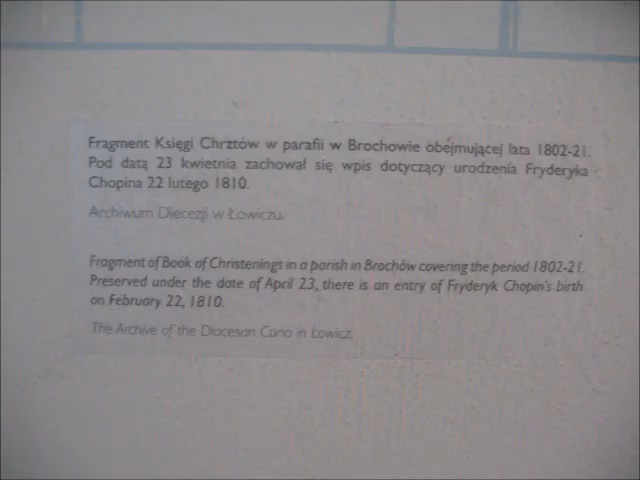 Fragment Księgi Chrztów w parafii w Brochowie obejmującej lata 1802-21.
Pod datą 23 kwietnia zachował się wpis dotyczący urodzenia Fryderyka
Chopina 22 lutego 1810.
Archiwum Diecezji w Łowiczu.
Fragment of Book of Christenings in a parish in Brochów covering the period 1802-21.
Preserved under the date of April 23, there is an entry of Fryderyk Chopin's birth
on February 22, 1810.
The Archive of the Diocesan Curia in Łowicz.